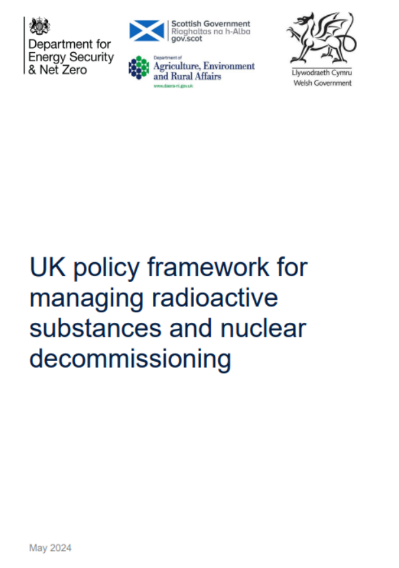 Department for
Energy Security
& Net Zero
Scottish Government
Riaghaltas na h-Alba
gov.scot
Department of
Agriculture, Environment
and Rural Affairs
www.daera-ni.gov.uk
Llywodraeth Cymru
Welsh Government
UK policy framework for
managing radioactive
substances and nuclear
decommissioning
May 2024